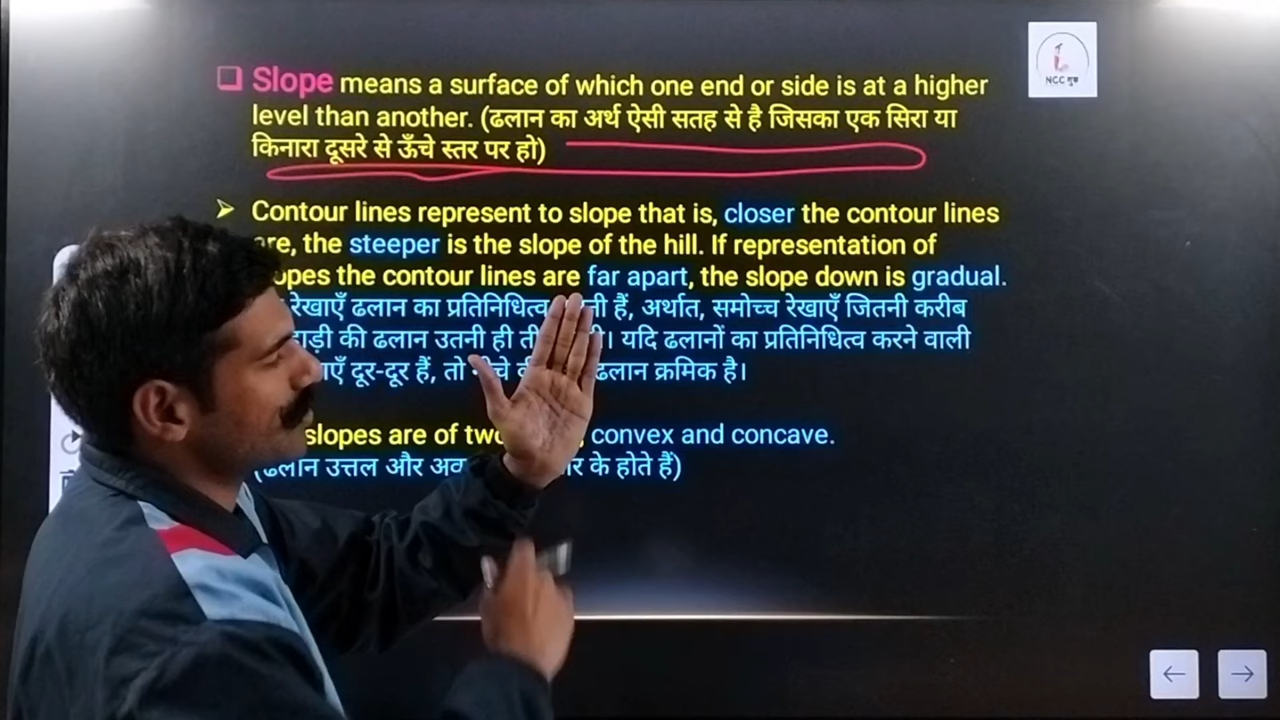 Slope means a surface of which one end or side is at a higher
level than another. (ढलान का अर्थ ऐसी सतह से है जिसका एक सिरा या
किनारा दूसरे से ऊँचे स्तर पर हो)
Contour lines represent to slope that is, closer the contour lines
are, the steeper is the slope of the hill. If representation of
the contour lines are far apart, the slope down is gradual.
रेखाएँ ढलान का प्रतिनिधित्व हैं, अर्थात, समोच्च रेखाएँ जितनी करीब
की ढलान उतनी ही यदि ढलानों का प्रतिनिधित्व करने वाली
दूर-दूर हैं, तो ढलान क्रमिक है।
slopes are of two convex and concave.
(ढलान उत्तल और के होते हैं)
NCC गुरु